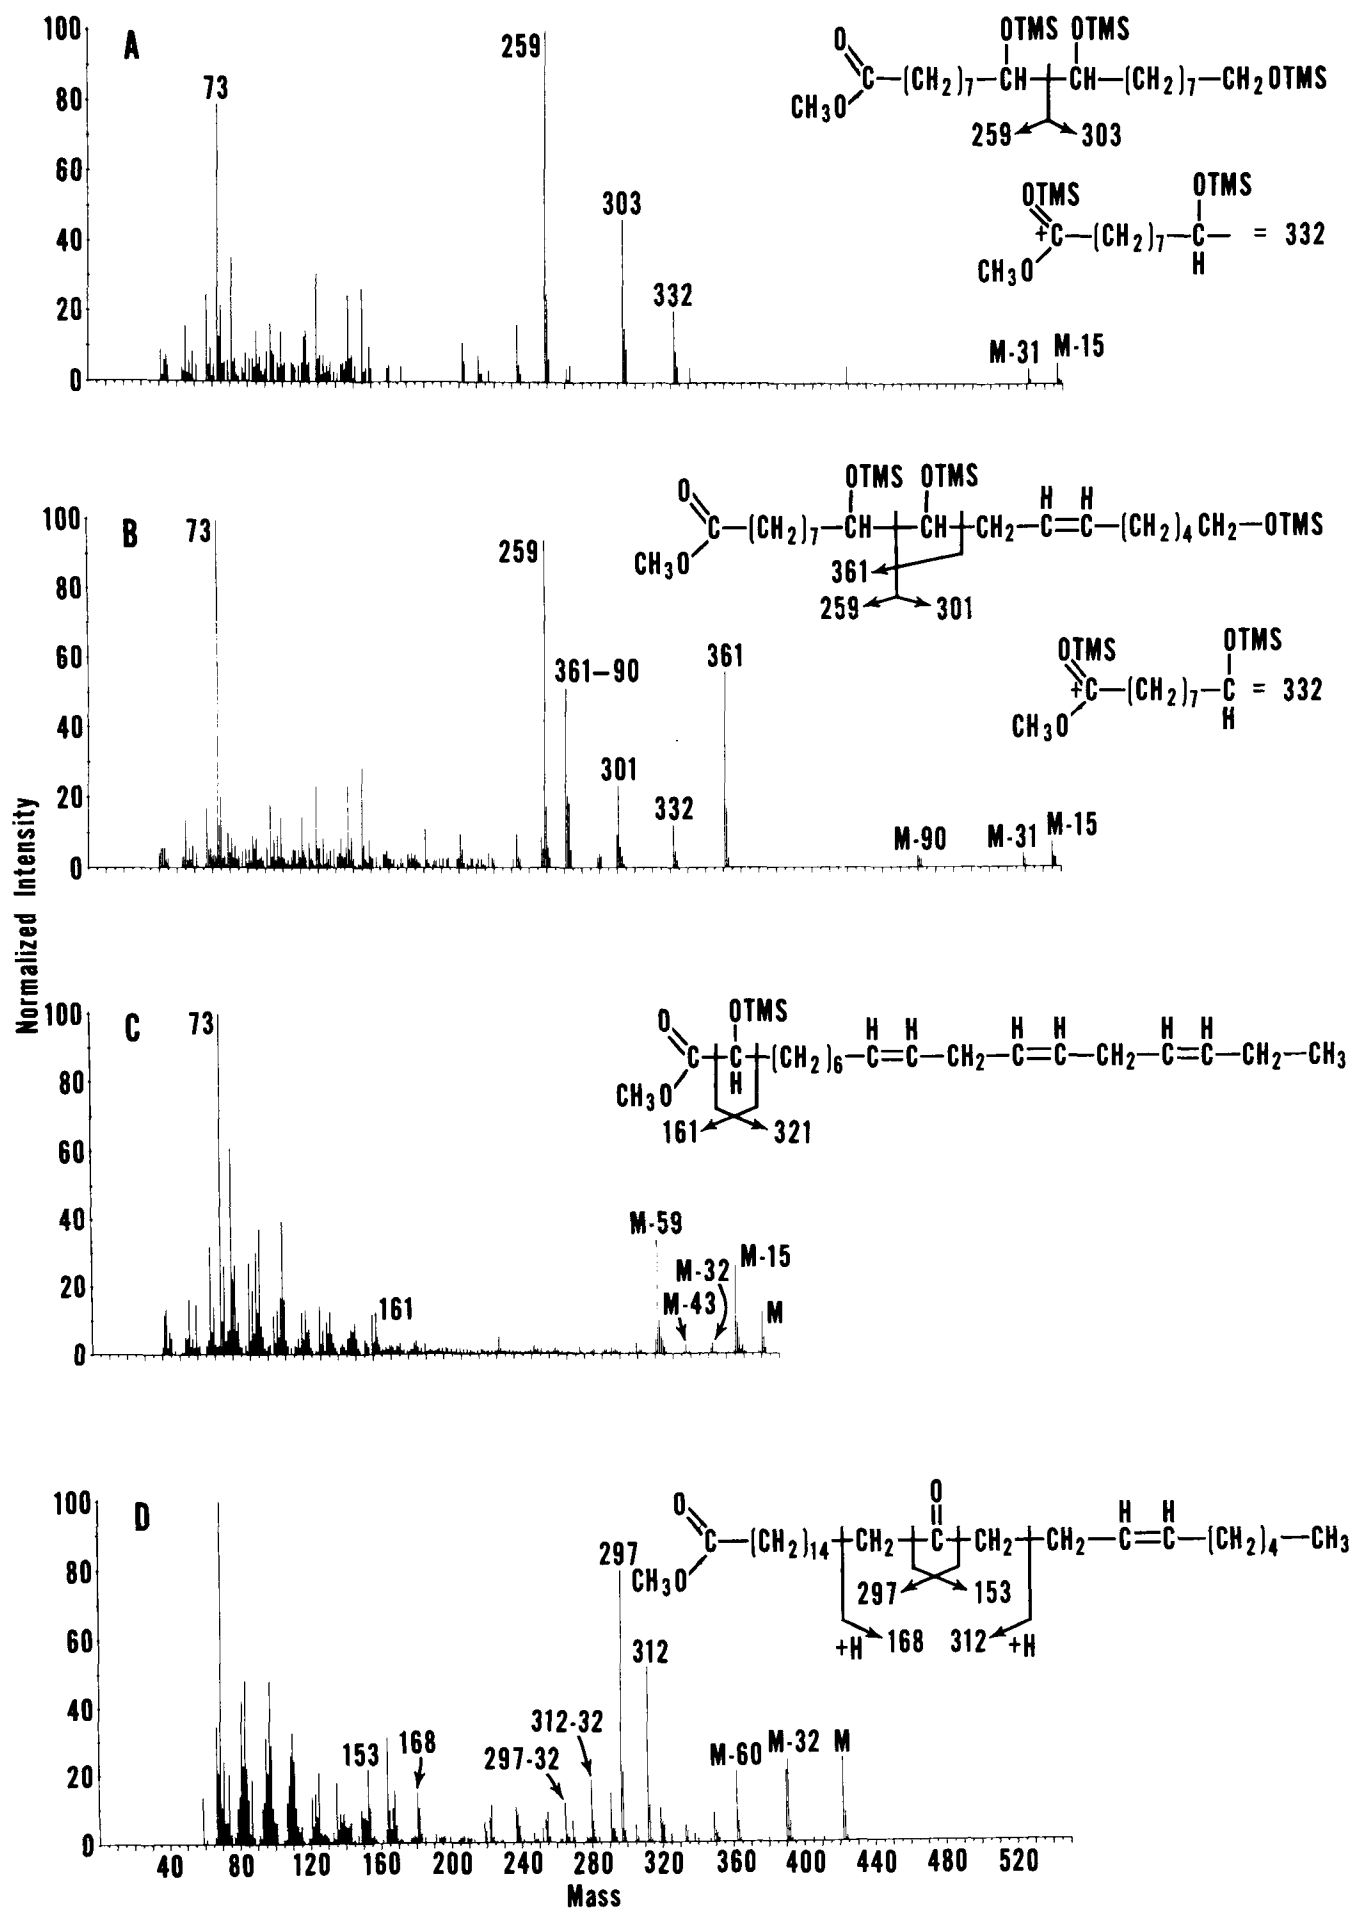 Normalized Intensity
A
100
80
60
40
20
0
73
259
303
332
M-31
M-15
O
C—(CH2)7—CH—CH—(CH2)7—CH2OTMS
OTMS OTMS
CH3O
259 303
OTMS
OTMS
+C—(CH2)7—C— = 332
CH3O
H
B
100
80
60
40
20
0
73
259
361–90
301
332
361
M-90
M-31
M-15
OTMS OTMS
O
H H
C—(CH2)7—CH—CH—CH2—C=C—(CH2)4CH2—OTMS
CH3O
361
259 301
OTMS
OTMS
+C—(CH2)7—C = 332
CH3O
H
C
100
80
60
40
20
0
73
161
M-59
M-43
M-32
M-15
M
OTMS
O
H H H H H H
C—C—(CH2)6—C=C—CH2—C=C—CH2—C=C—CH2—CH3
CH3O
H
161 321
D
100
80
60
40
20
0
153
168
297-32
312-32
297
312
M-60
M-32
M
O
O
H H
C—(CH2)14—CH2—C—CH2—CH2—C=C—(CH2)4—CH3
CH3O
297 153
+H 168 312 +H
40 80 120 160 200 240 280 320 360 400 440 480 520
Mass